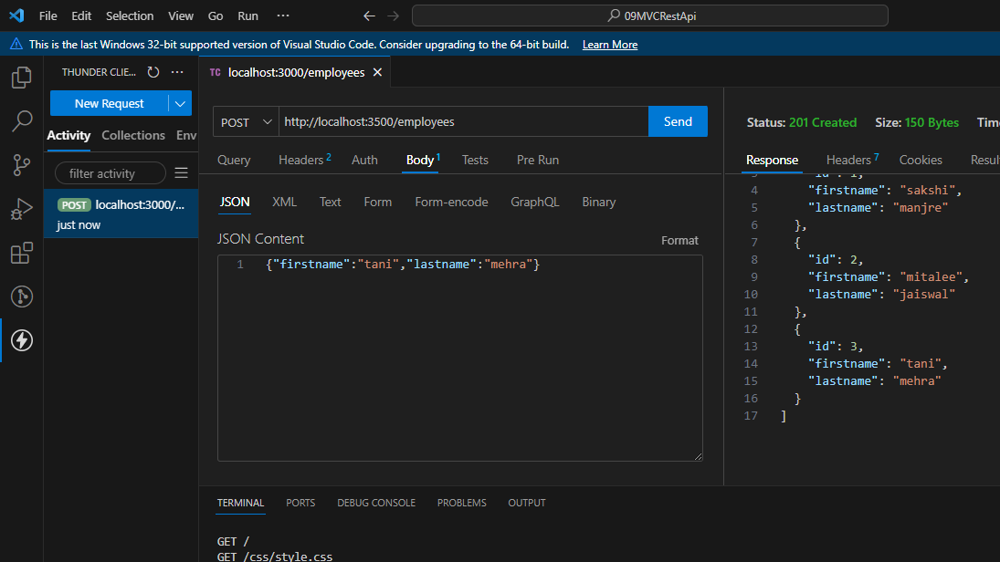 File Edit Selection View Go Run ··· 09MVCRestApi
This is the last Windows 32-bit supported version of Visual Studio Code. Consider upgrading to the 64-bit build. Learn More
THUNDER CLIE... ···
TC localhost:3000/employees
New Request
Activity Collections Env
filter activity
POST localhost:3000/...
just now
POST http://localhost:3500/employees Send
Query Headers 2 Auth Body 1 Tests Pre Run
JSON XML Text Form Form-encode GraphQL Binary
JSON Content Format
1 {"firstname":"tani","lastname":"mehra"}
Status: 201 Created Size: 150 Bytes Tim
Response Headers 7 Cookies Resul
3 "id": 1,
4 "firstname": "sakshi",
5 "lastname": "manjre"
6 },
7 {
8 "id": 2,
9 "firstname": "mitalee",
10 "lastname": "jaiswal"
11 },
12 {
13 "id": 3,
14 "firstname": "tani",
15 "lastname": "mehra"
16 }
17 ]
TERMINAL PORTS DEBUG CONSOLE PROBLEMS OUTPUT
GET /
GET /css/style.css